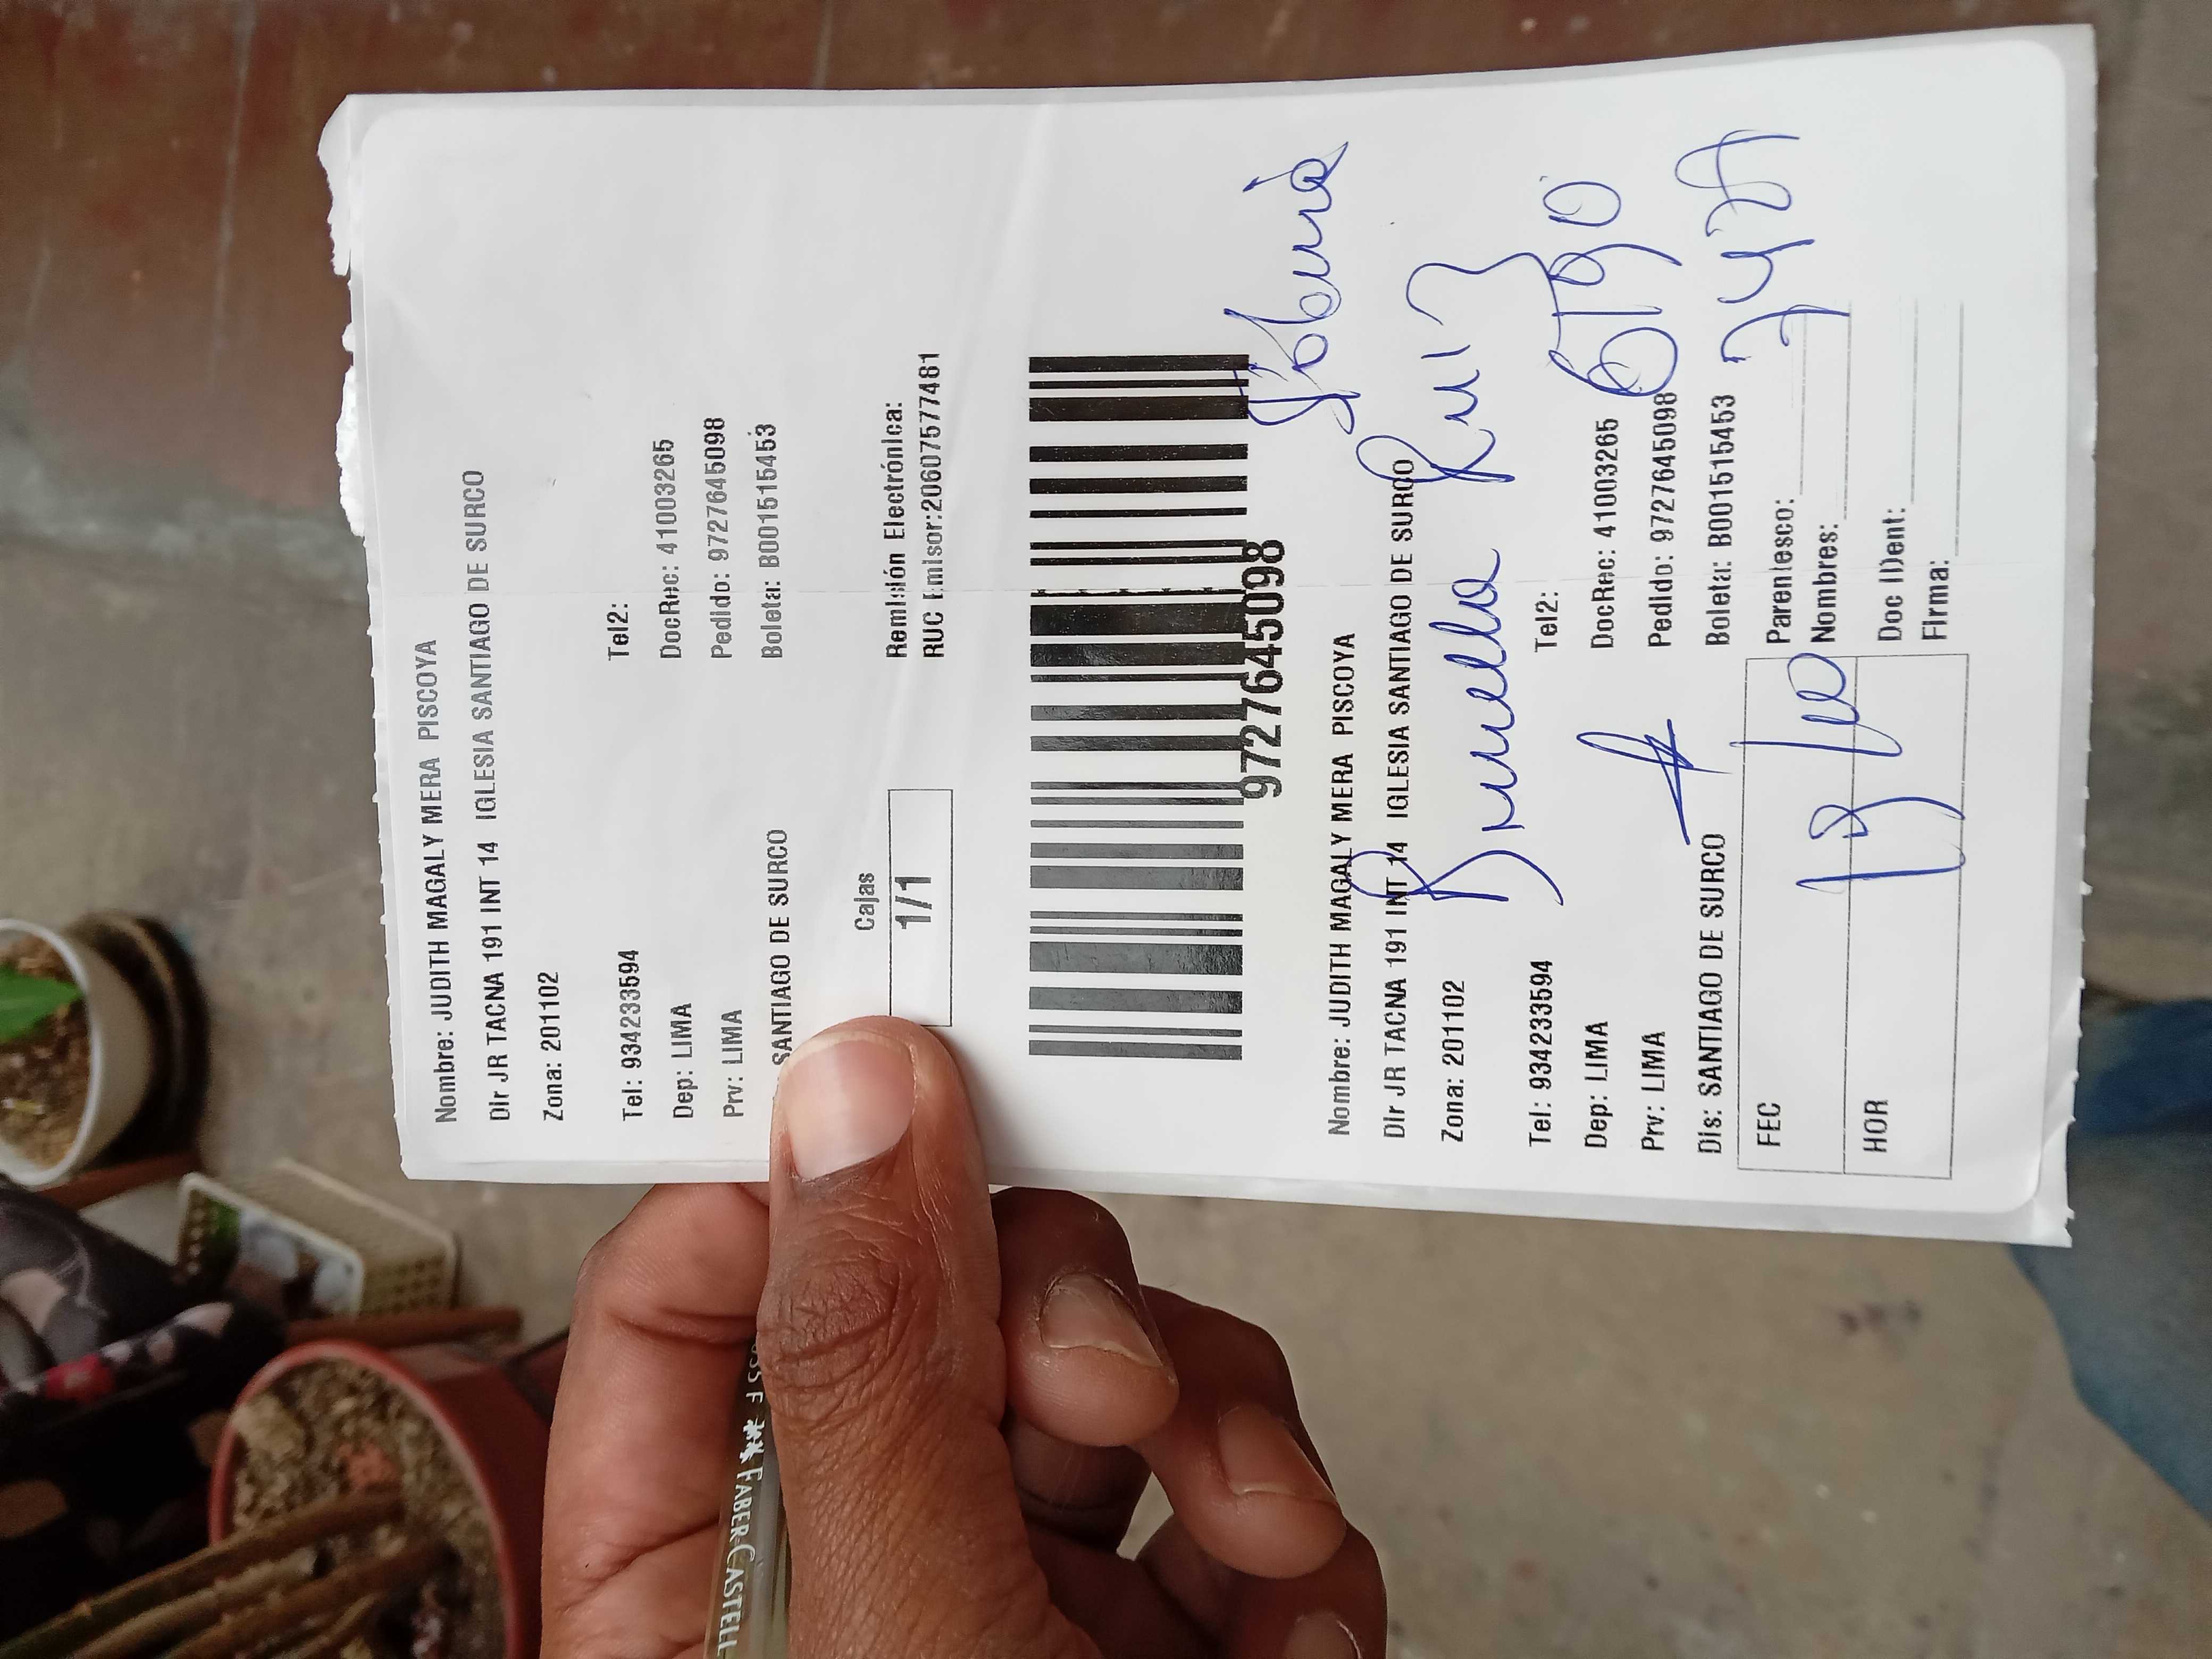 Nombre: JUDITH MAGALY MERA PISCOYA
Dir JR TACNA 191 INT 14 IGLESIA SANTIAGO DE SURCO
Zona: 201102
Tel: 934233594 Tel2:
Dep: LIMA DocRec: 41003265
Prv: LIMA Pedido: 9727645098
SANTIAGO DE SURCO Boleta: B001515453
Cajas
1/1
Remisión Electrónica:
RUC Emisor:20607577481
9727645098
Nombre: JUDITH MAGALY MERA PISCOYA
Dir JR TACNA 191 INT 14 IGLESIA SANTIAGO DE SURCO
Zona: 201102
Brunella Ruiz
Tel: 934233594 Tel2:
Dep: LIMA DocRec: 41003265
Prv: LIMA Pedido: 9727645098
Dis: SANTIAGO DE SURCO Boleta: B001515453
FEC
HOR
Parentesco:
Nombres:
Doc IDent:
Firma:
FABER-CASTELL